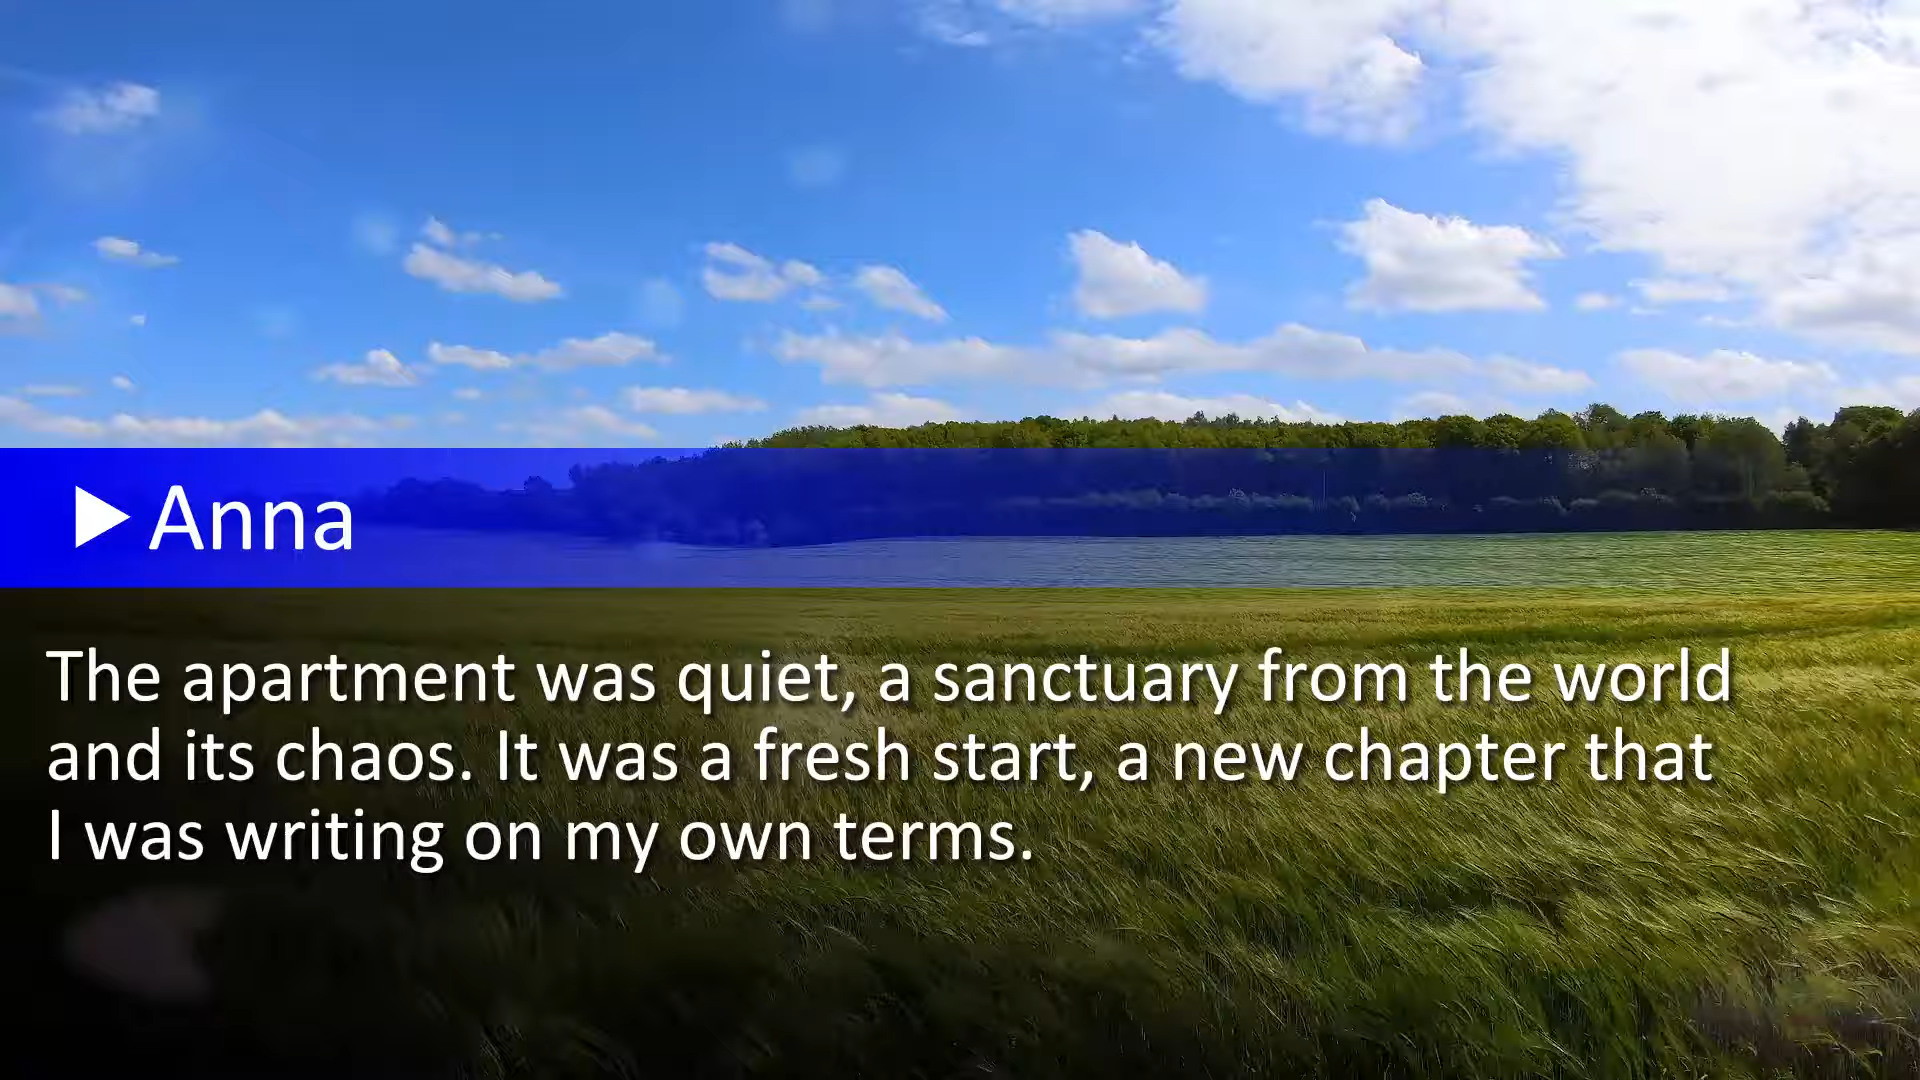 Anna
The apartment was quiet, a sanctuary from the world
and its chaos. It was a fresh start, a new chapter that
I was writing on my own terms.